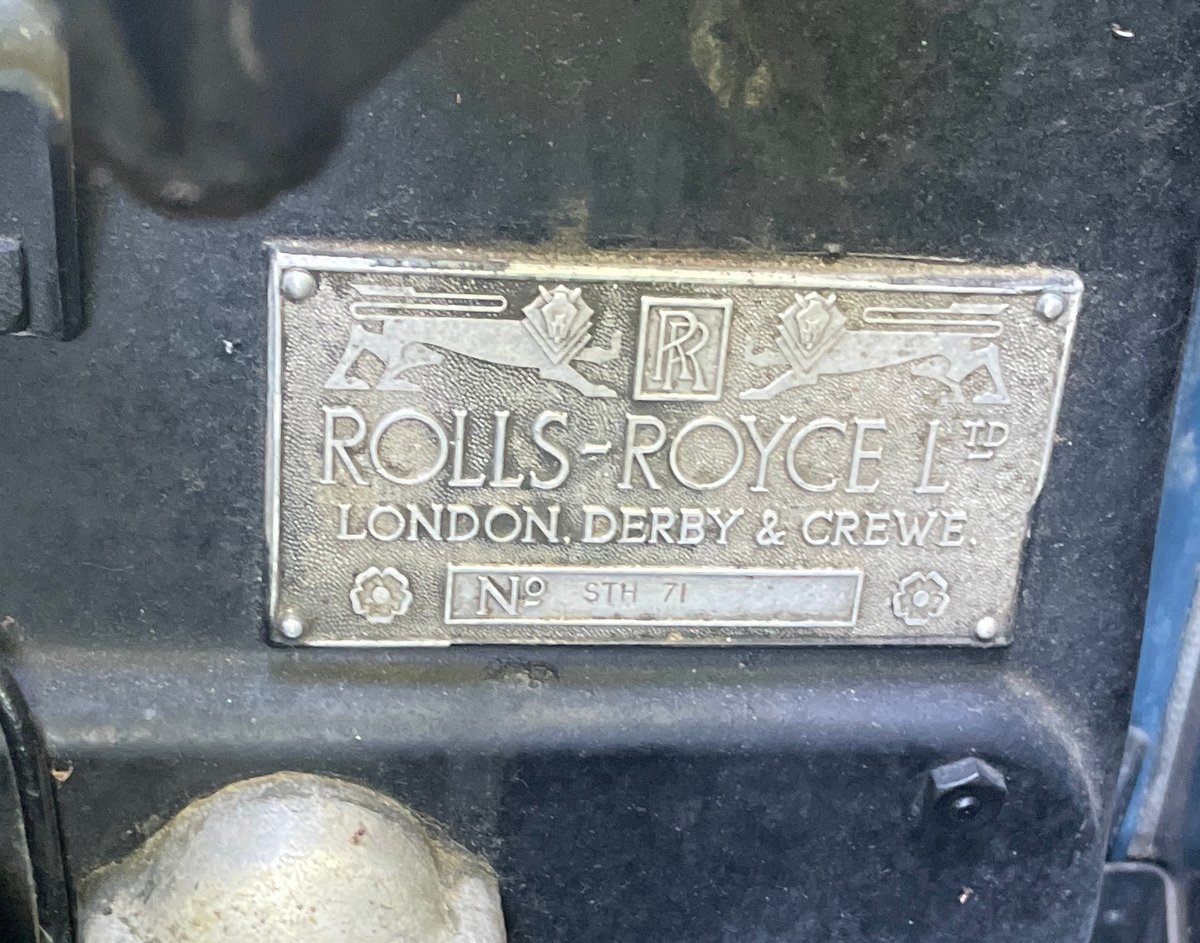 RR
ROLLS-ROYCE LTD
LONDON, DERBY & CREWE.
Nº STH 71